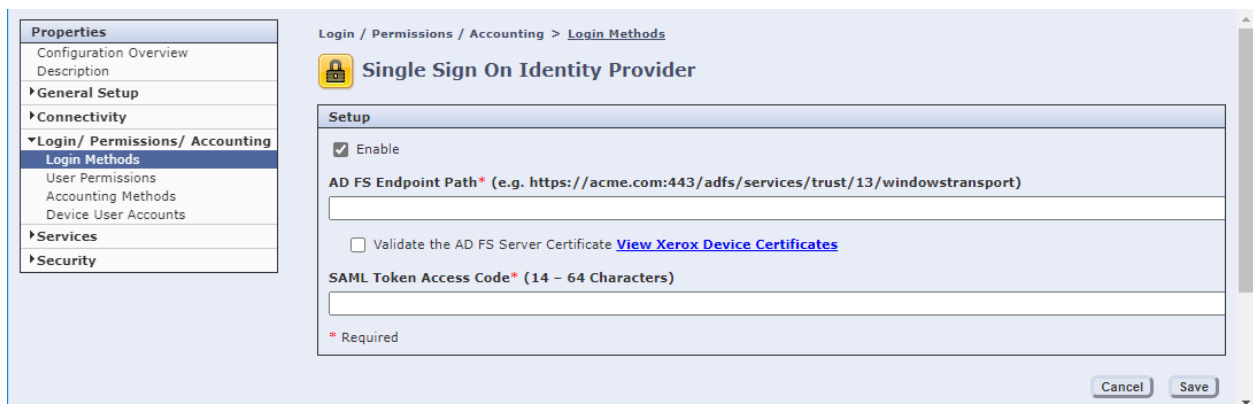 Properties
Configuration Overview
Description
General Setup
Connectivity
Login/ Permissions/ Accounting
Login Methods
User Permissions
Accounting Methods
Device User Accounts
Services
Security
Login / Permissions / Accounting > Login Methods
Single Sign On Identity Provider
Setup
Enable
AD FS Endpoint Path* (e.g. https://acme.com:443/adfs/services/trust/13/windowstransport)
Validate the AD FS Server Certificate View Xerox Device Certificates
SAML Token Access Code* (14 – 64 Characters)
* Required
Cancel Save